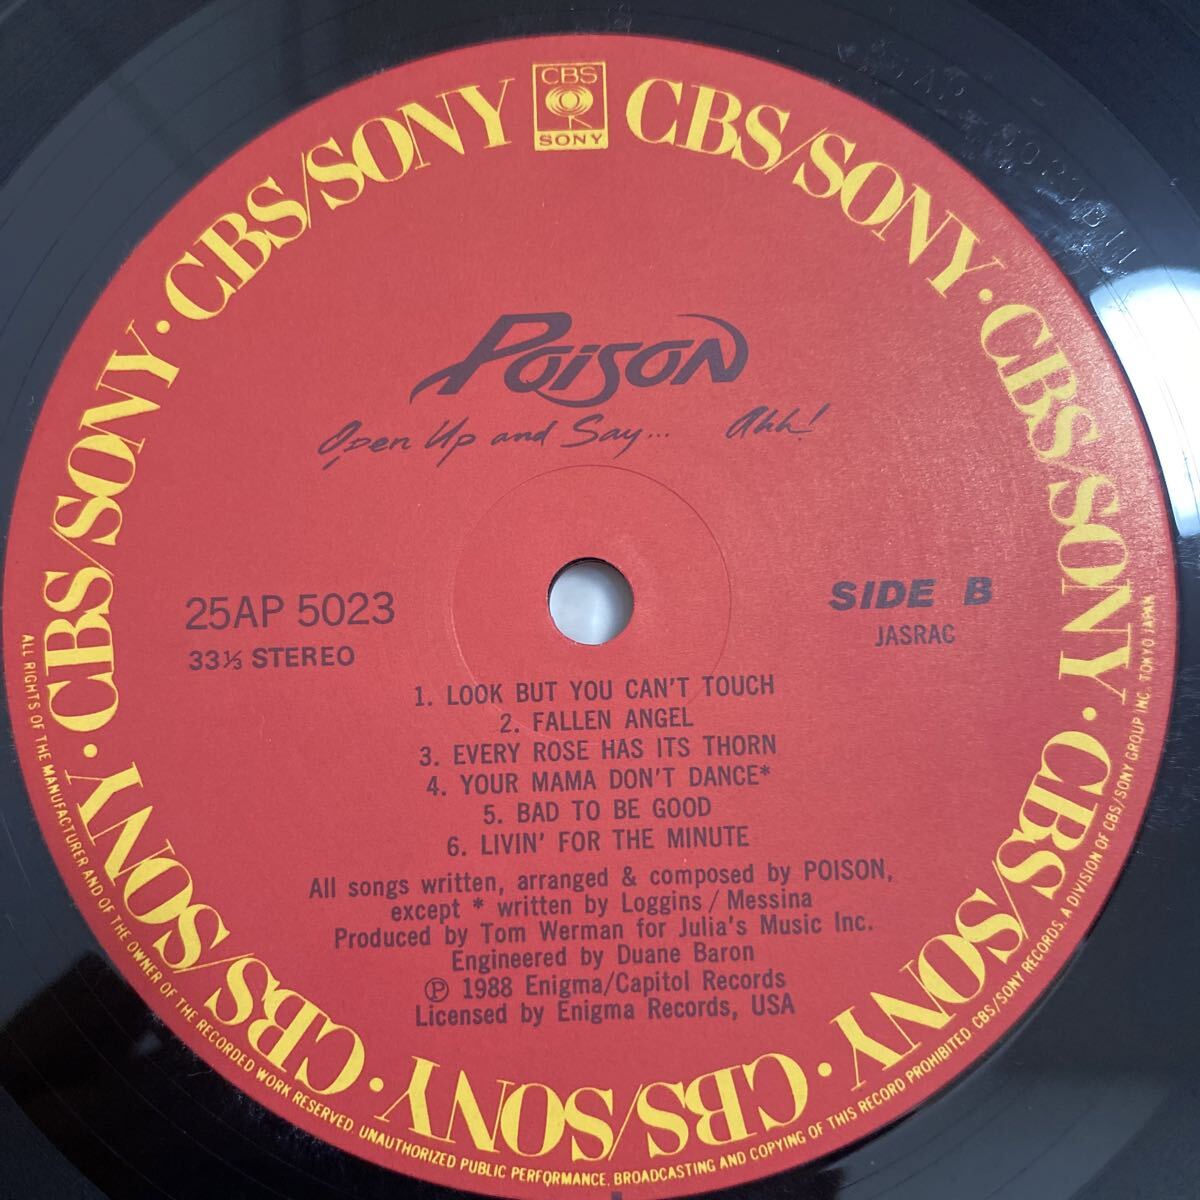 CBS
SONY
CBS/SONY · CBS/SONY · CBS/SONY · CBS/SONY · CBS/SONY · CBS/SONY · CBS/SONY · CBS/SONY · CBS/SONY
POISON
Open Up and Say... Ahh!
25AP 5023
33⅓ STEREO
SIDE B
JASRAC
1. LOOK BUT YOU CAN'T TOUCH
2. FALLEN ANGEL
3. EVERY ROSE HAS ITS THORN
4. YOUR MAMA DON'T DANCE*
5. BAD TO BE GOOD
6. LIVIN' FOR THE MINUTE
All songs written, arranged & composed by POISON,
except * written by Loggins/Messina
Produced by Tom Werman for Julia's Music Inc.
Engineered by Duane Baron
Ⓟ 1988 Enigma/Capitol Records
Licensed by Enigma Records, USA
ALL RIGHTS OF THE MANUFACTURER AND OF THE OWNER OF THE RECORDED WORK RESERVED. UNAUTHORIZED PUBLIC PERFORMANCE, BROADCASTING AND COPYING OF THIS RECORD PROHIBITED. CBS/SONY RECORDS, A DIVISION OF CBS/SONY GROUP INC. TOKYO JAPAN